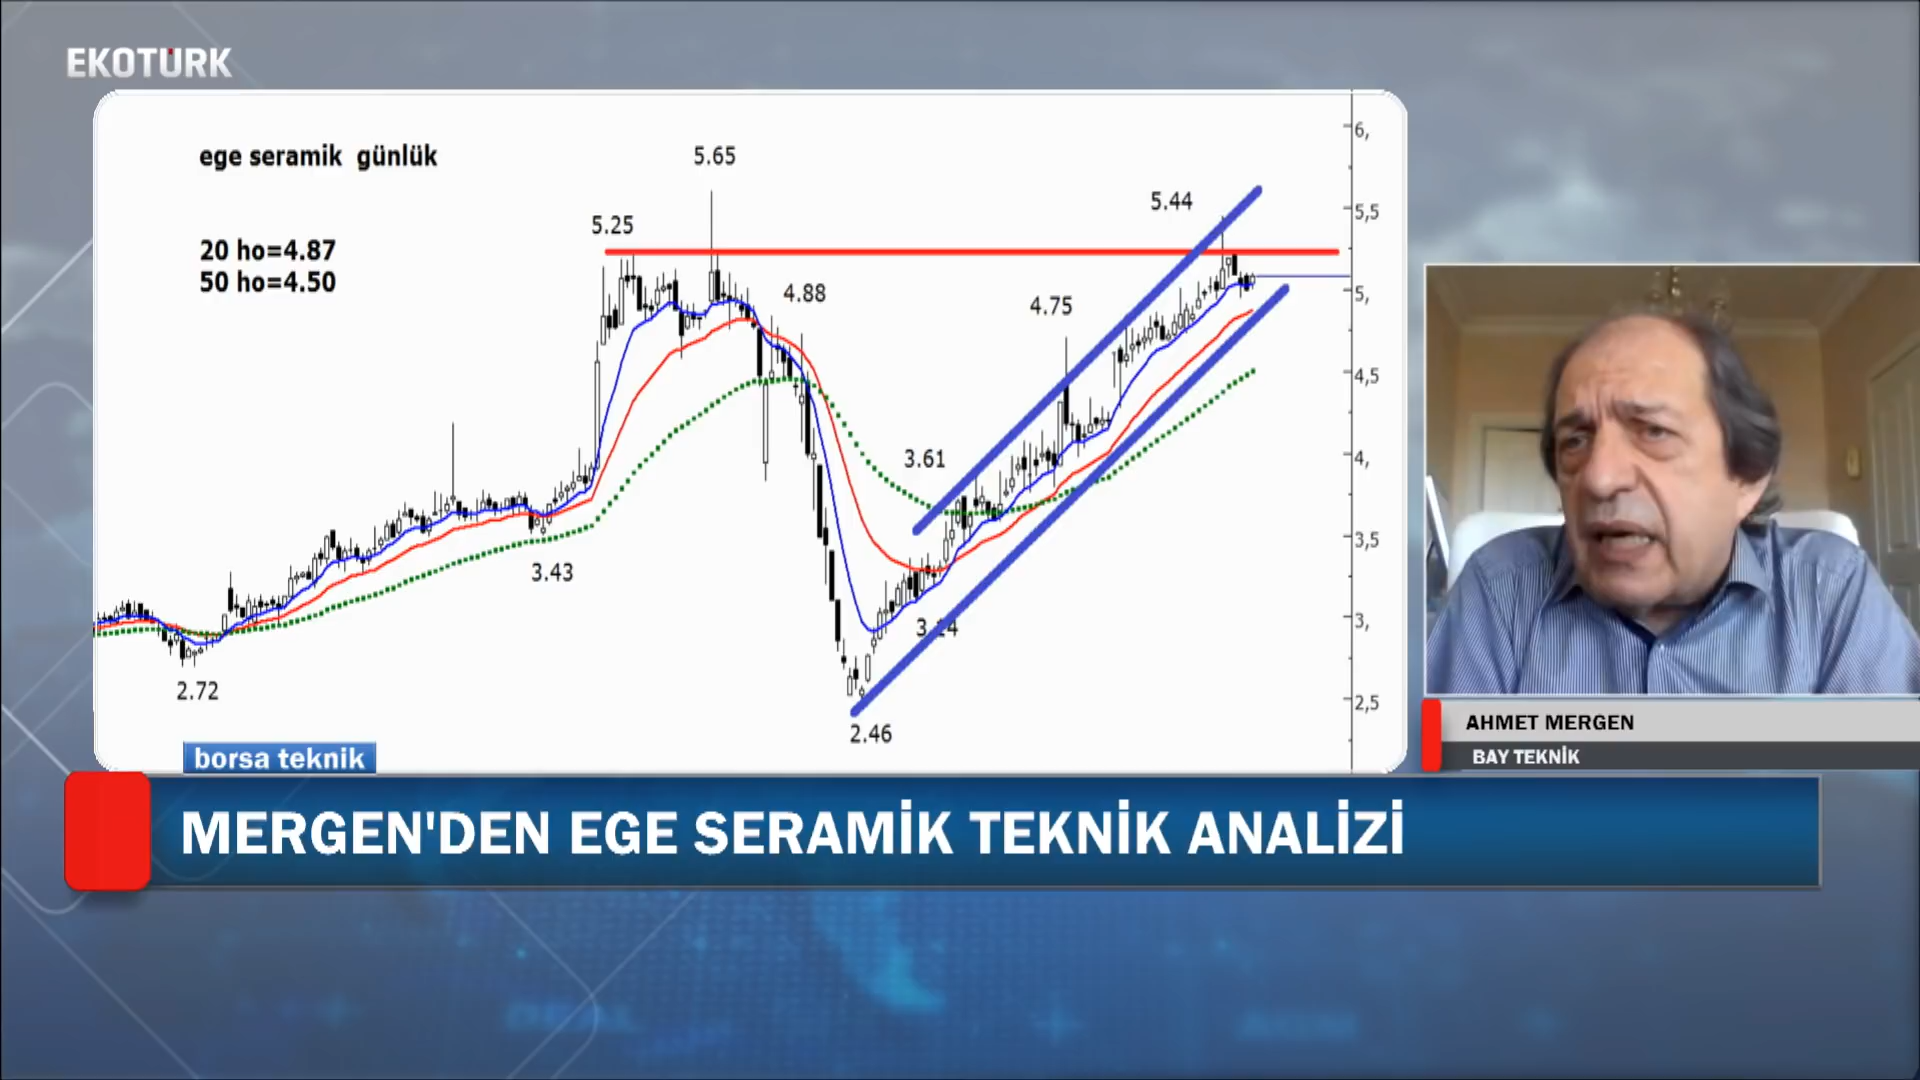 EKOTÜRK
ege seramik günlük
20 ho=4.87
50 ho=4.50
5.65
5.25
4.88
5.44
4.75
3.61
3.43
2.72
2.46
6,
5,5
5,
4,5
4,
3,5
3,
2,5
borsa teknik
AHMET MERGEN
BAY TEKNİK
MERGEN'DEN EGE SERAMİK TEKNİK ANALİZİ